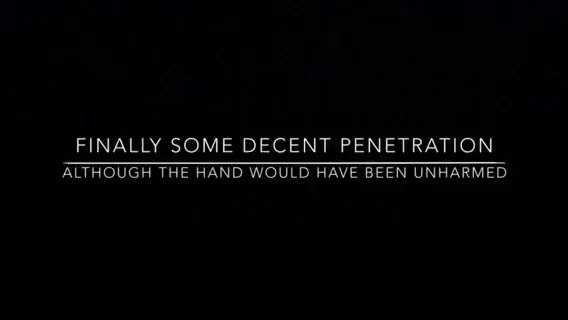 FINALLY SOME DECENT PENETRATION
ALTHOUGH THE HAND WOULD HAVE BEEN UNHARMED